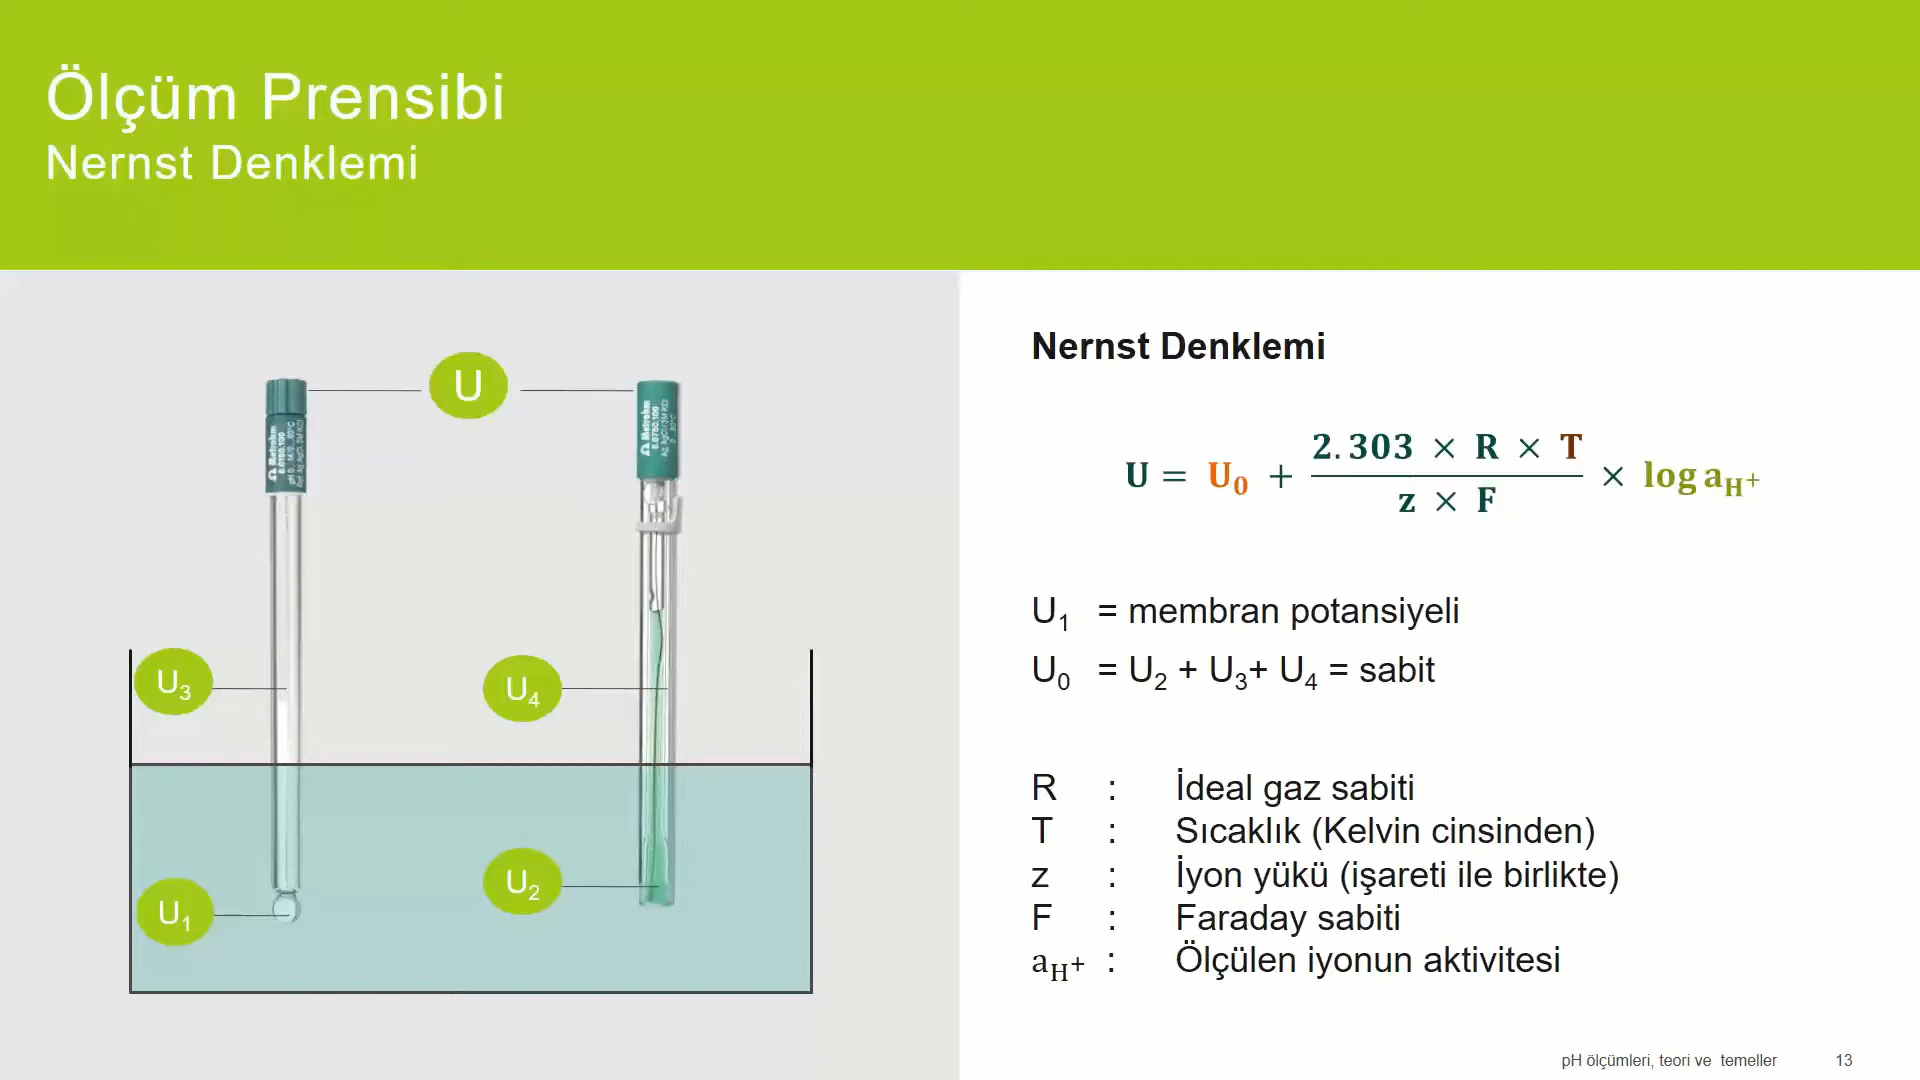 Ölçüm Prensibi
Nernst Denklemi
U
Metrohm
Metrohm
U3
U4
U2
U1
Nernst Denklemi
U = U0 + (2.303 × R × T) / (z × F) × log aH+
U1 = membran potansiyeli
U0 = U2 + U3+ U4 = sabit
R : İdeal gaz sabiti
T : Sıcaklık (Kelvin cinsinden)
z : İyon yükü (işareti ile birlikte)
F : Faraday sabiti
aH+ : Ölçülen iyonun aktivitesi
pH ölçümleri, teori ve temeller 13